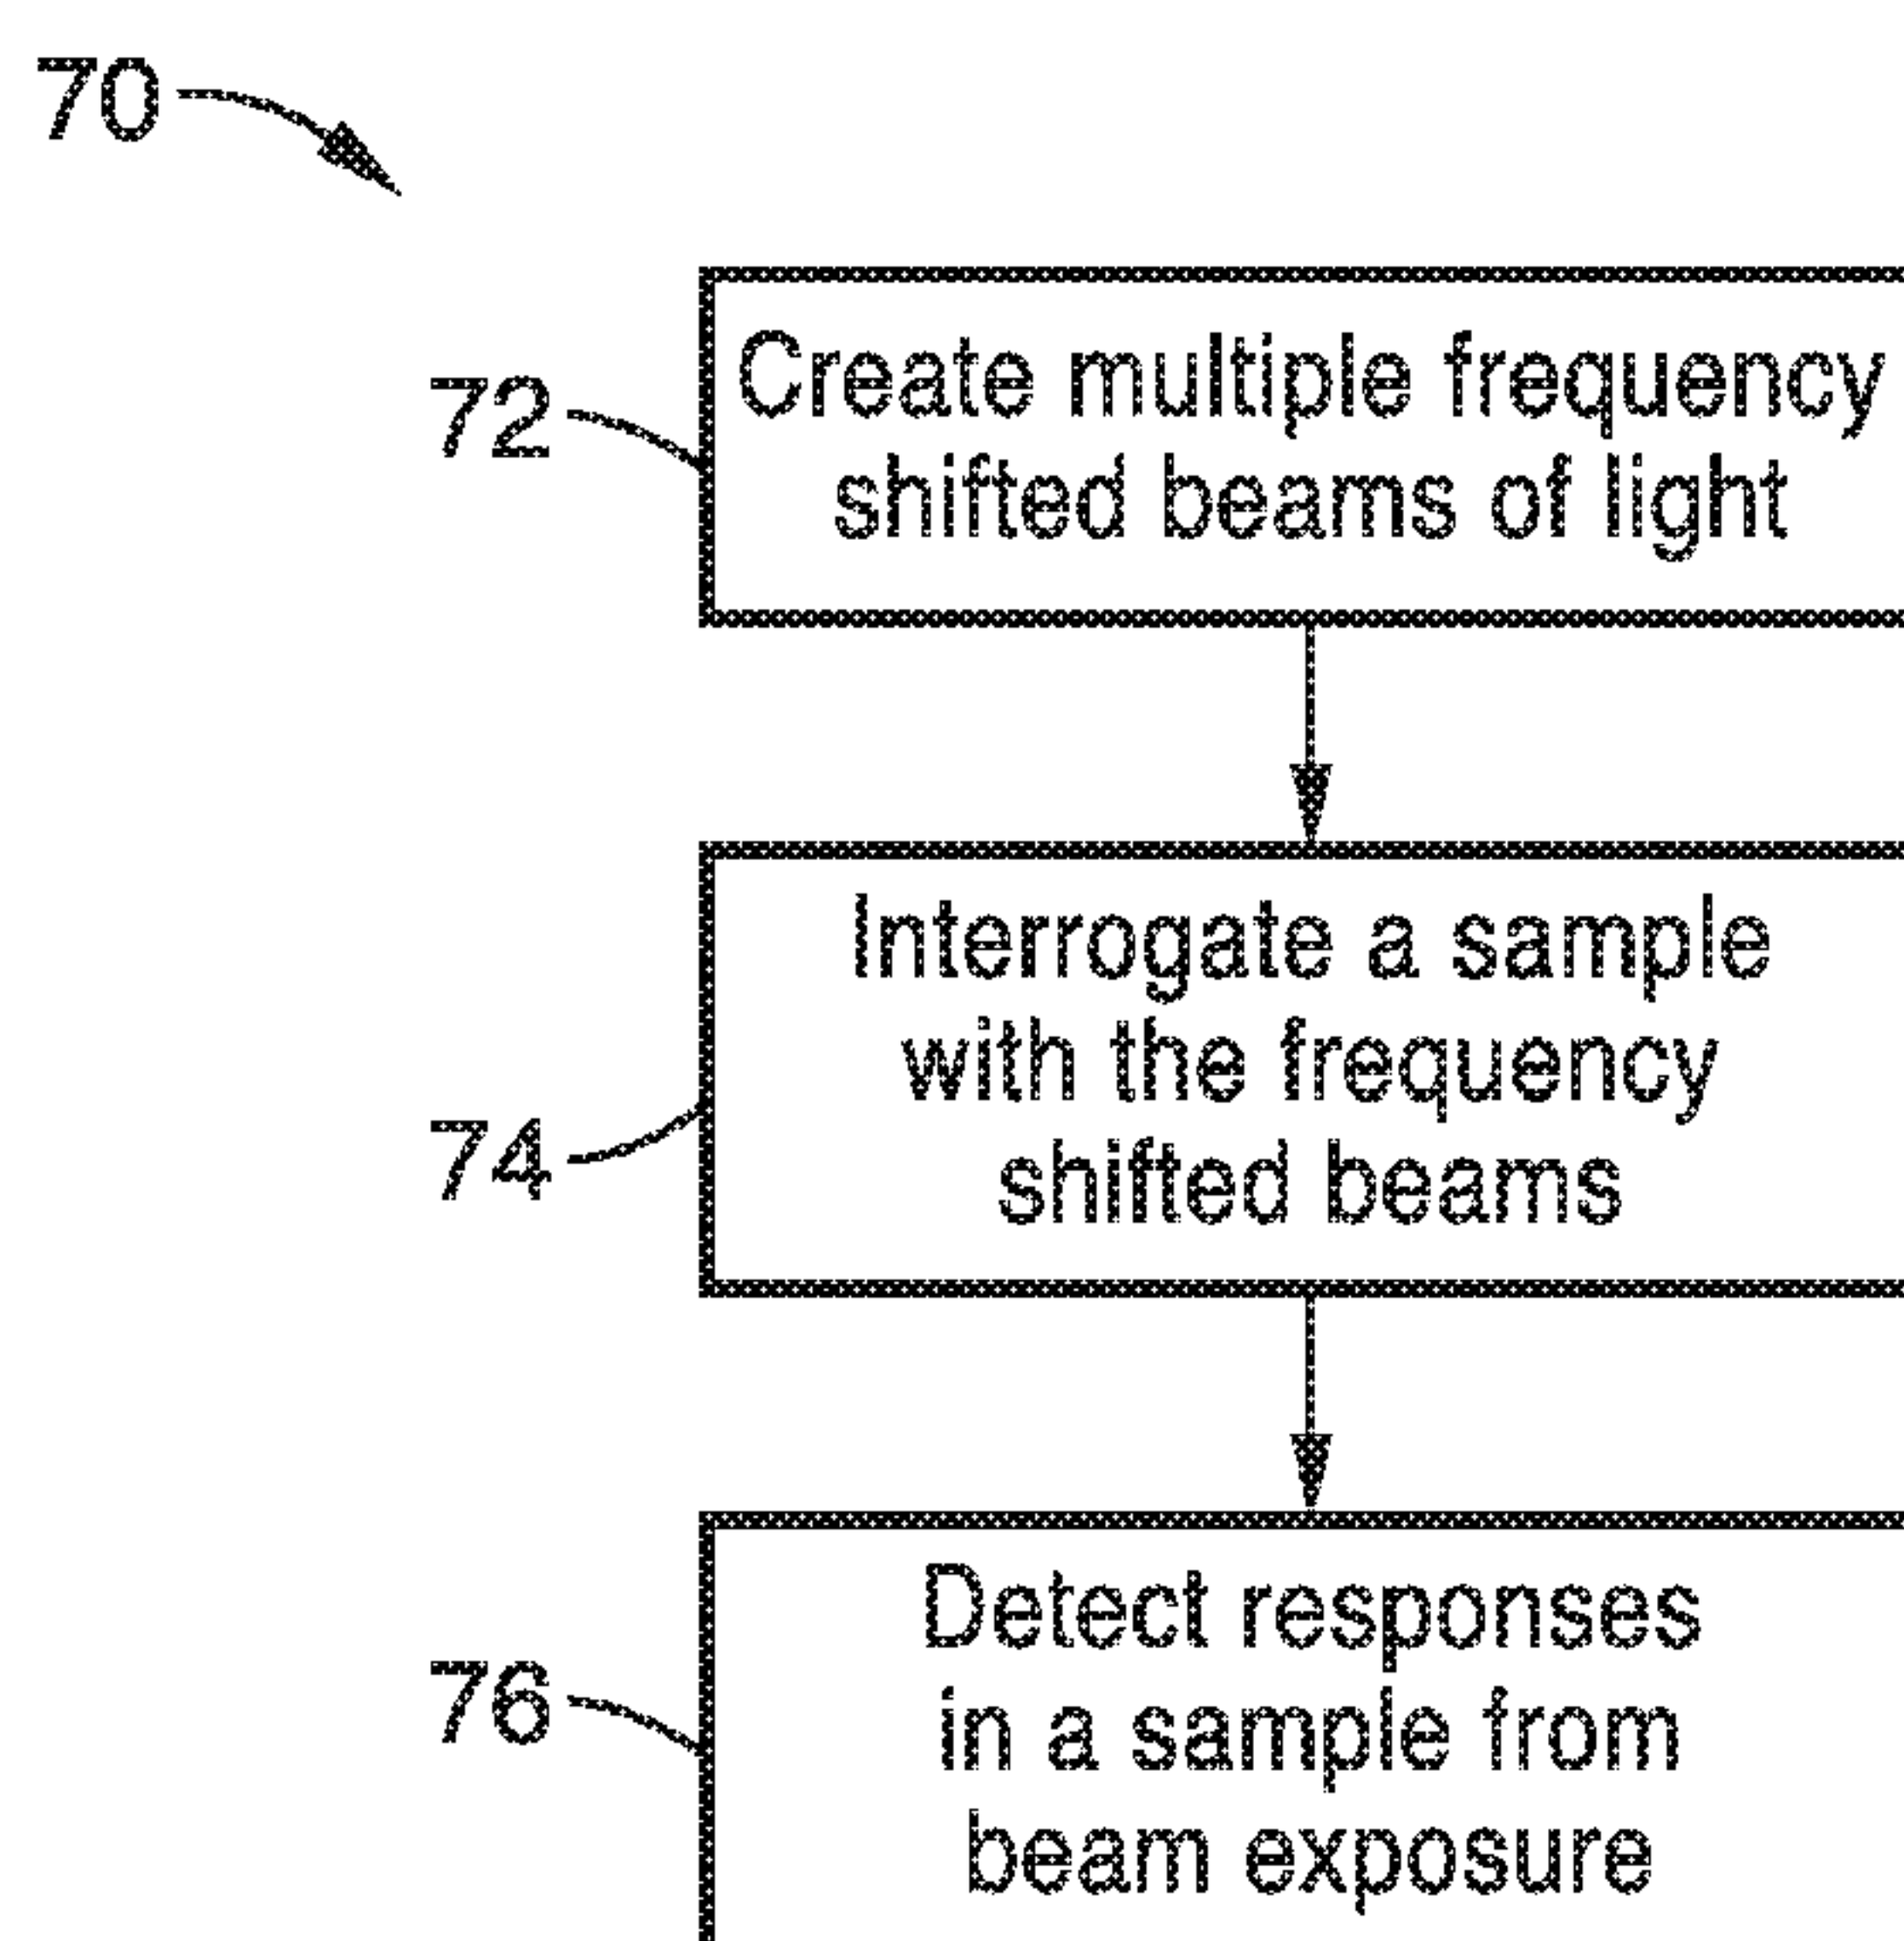 70
72
Create multiple frequency
shifted beams of light
74
Interrogate a sample
with the frequency
shifted beams
76
Detect responses
in a sample from
beam exposure